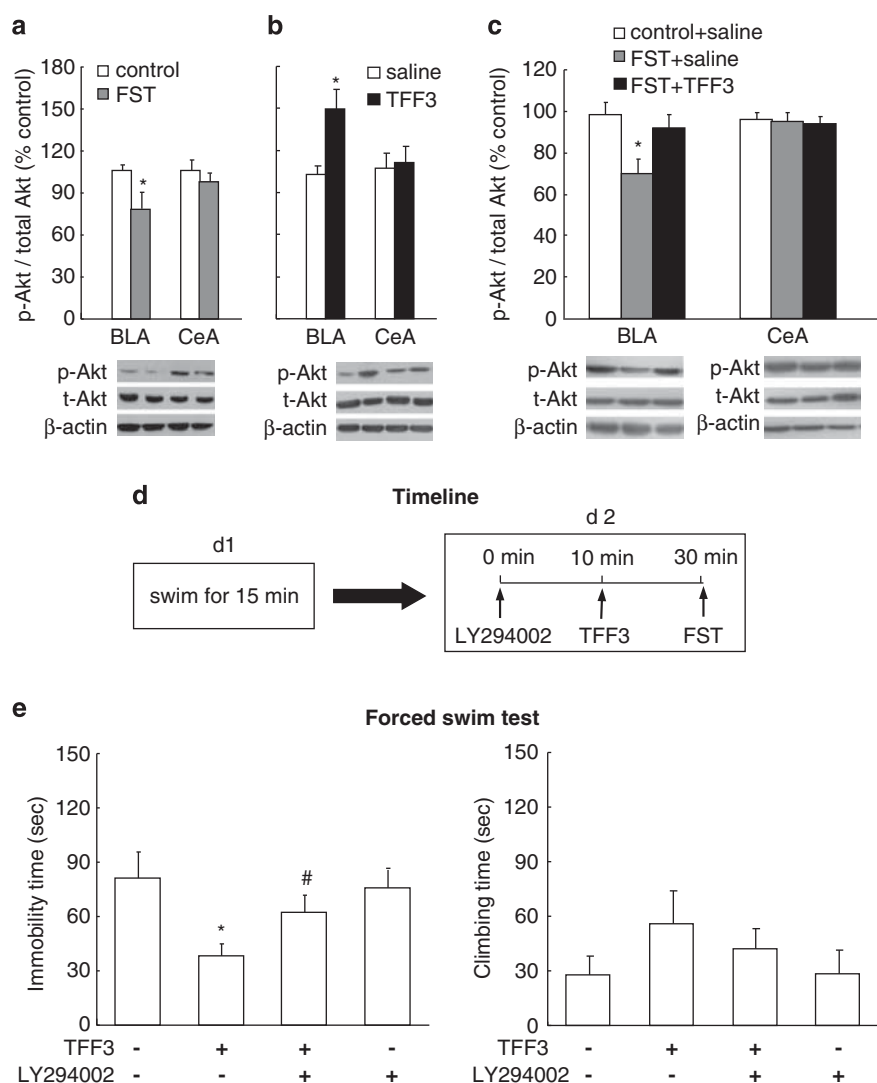 a
b
c
p-Akt / total Akt (% control)
180
150
120
90
60
30
0
control
FST
*
BLA CeA
p-Akt
t-Akt
β-actin
saline
TFF3
*
BLA CeA
p-Akt
t-Akt
β-actin
control+saline
FST+saline
FST+TFF3
p-Akt / total Akt (% control)
120
100
80
60
40
20
0
*
BLA CeA
p-Akt
t-Akt
β-actin
p-Akt
t-Akt
β-actin
d
Timeline
d1
swim for 15 min
d 2
0 min 10 min 30 min
LY294002 TFF3 FST
e
Forced swim test
Immobility time (sec)
150
120
90
60
30
0
*
#
TFF3 - + + -
LY294002 - - + +
Climbing time (sec)
150
120
90
60
30
0
TFF3 - + + -
LY294002 - - + +